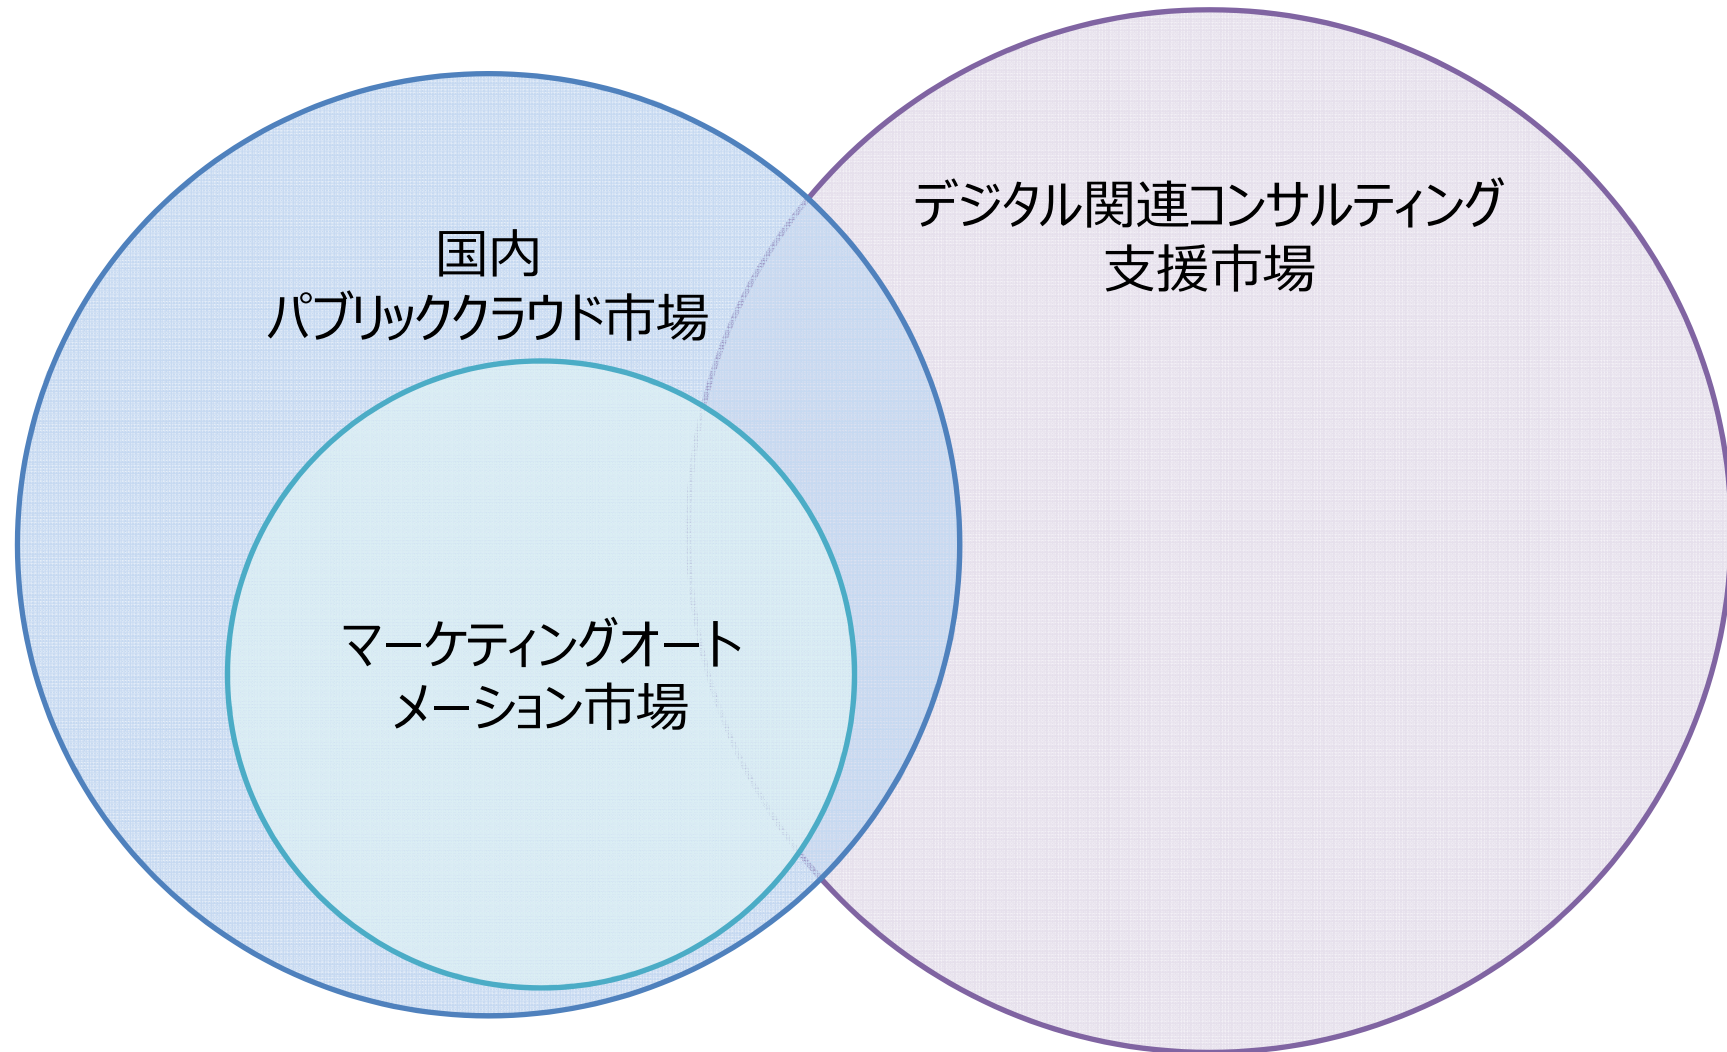 国内
パブリッククラウド市場
デジタル関連コンサルティング
支援市場
マーケティングオート
メーション市場